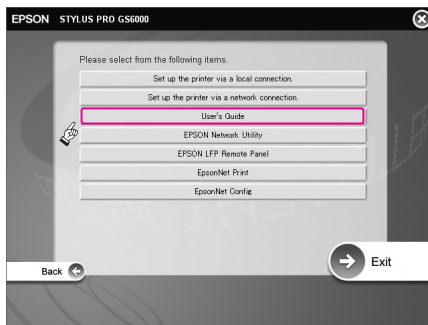 EPSON STYLUS PRO GS6000
Please select from the following items.
Set up the printer via a local connection.
Set up the printer via a network connection.
User's Guide
EPSON Network Utility
EPSON LFP Remote Panel
EpsonNet Print
EpsonNet Config
Back
Exit